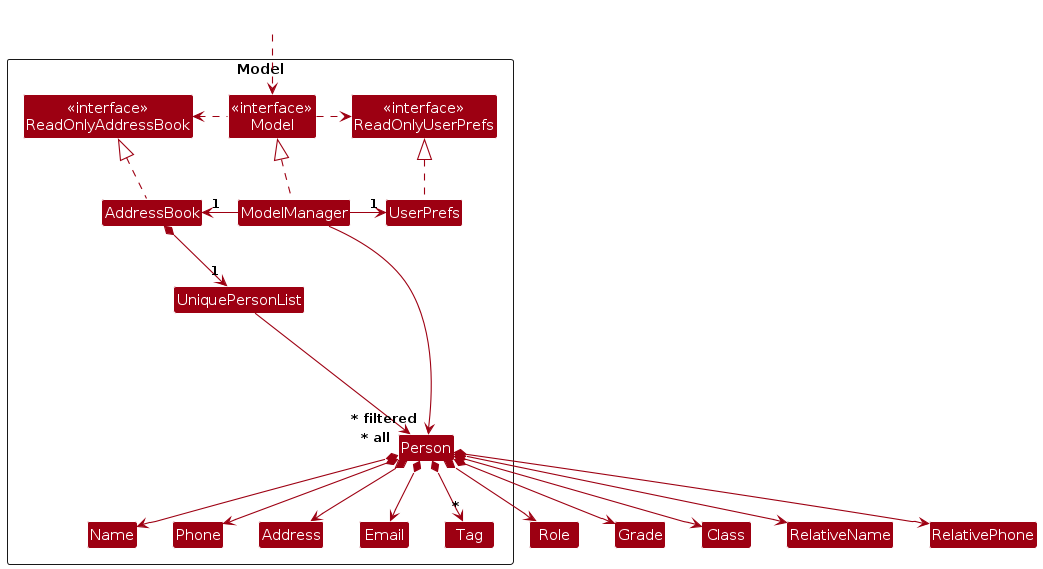 Model
«interface»
ReadOnlyAddressBook
«interface»
Model
«interface»
ReadOnlyUserPrefs
AddressBook
1
ModelManager
1
UserPrefs
1
UniquePersonList
* filtered
* all
Person
*
Name
Phone
Address
Email
Tag
Role
Grade
Class
RelativeName
RelativePhone